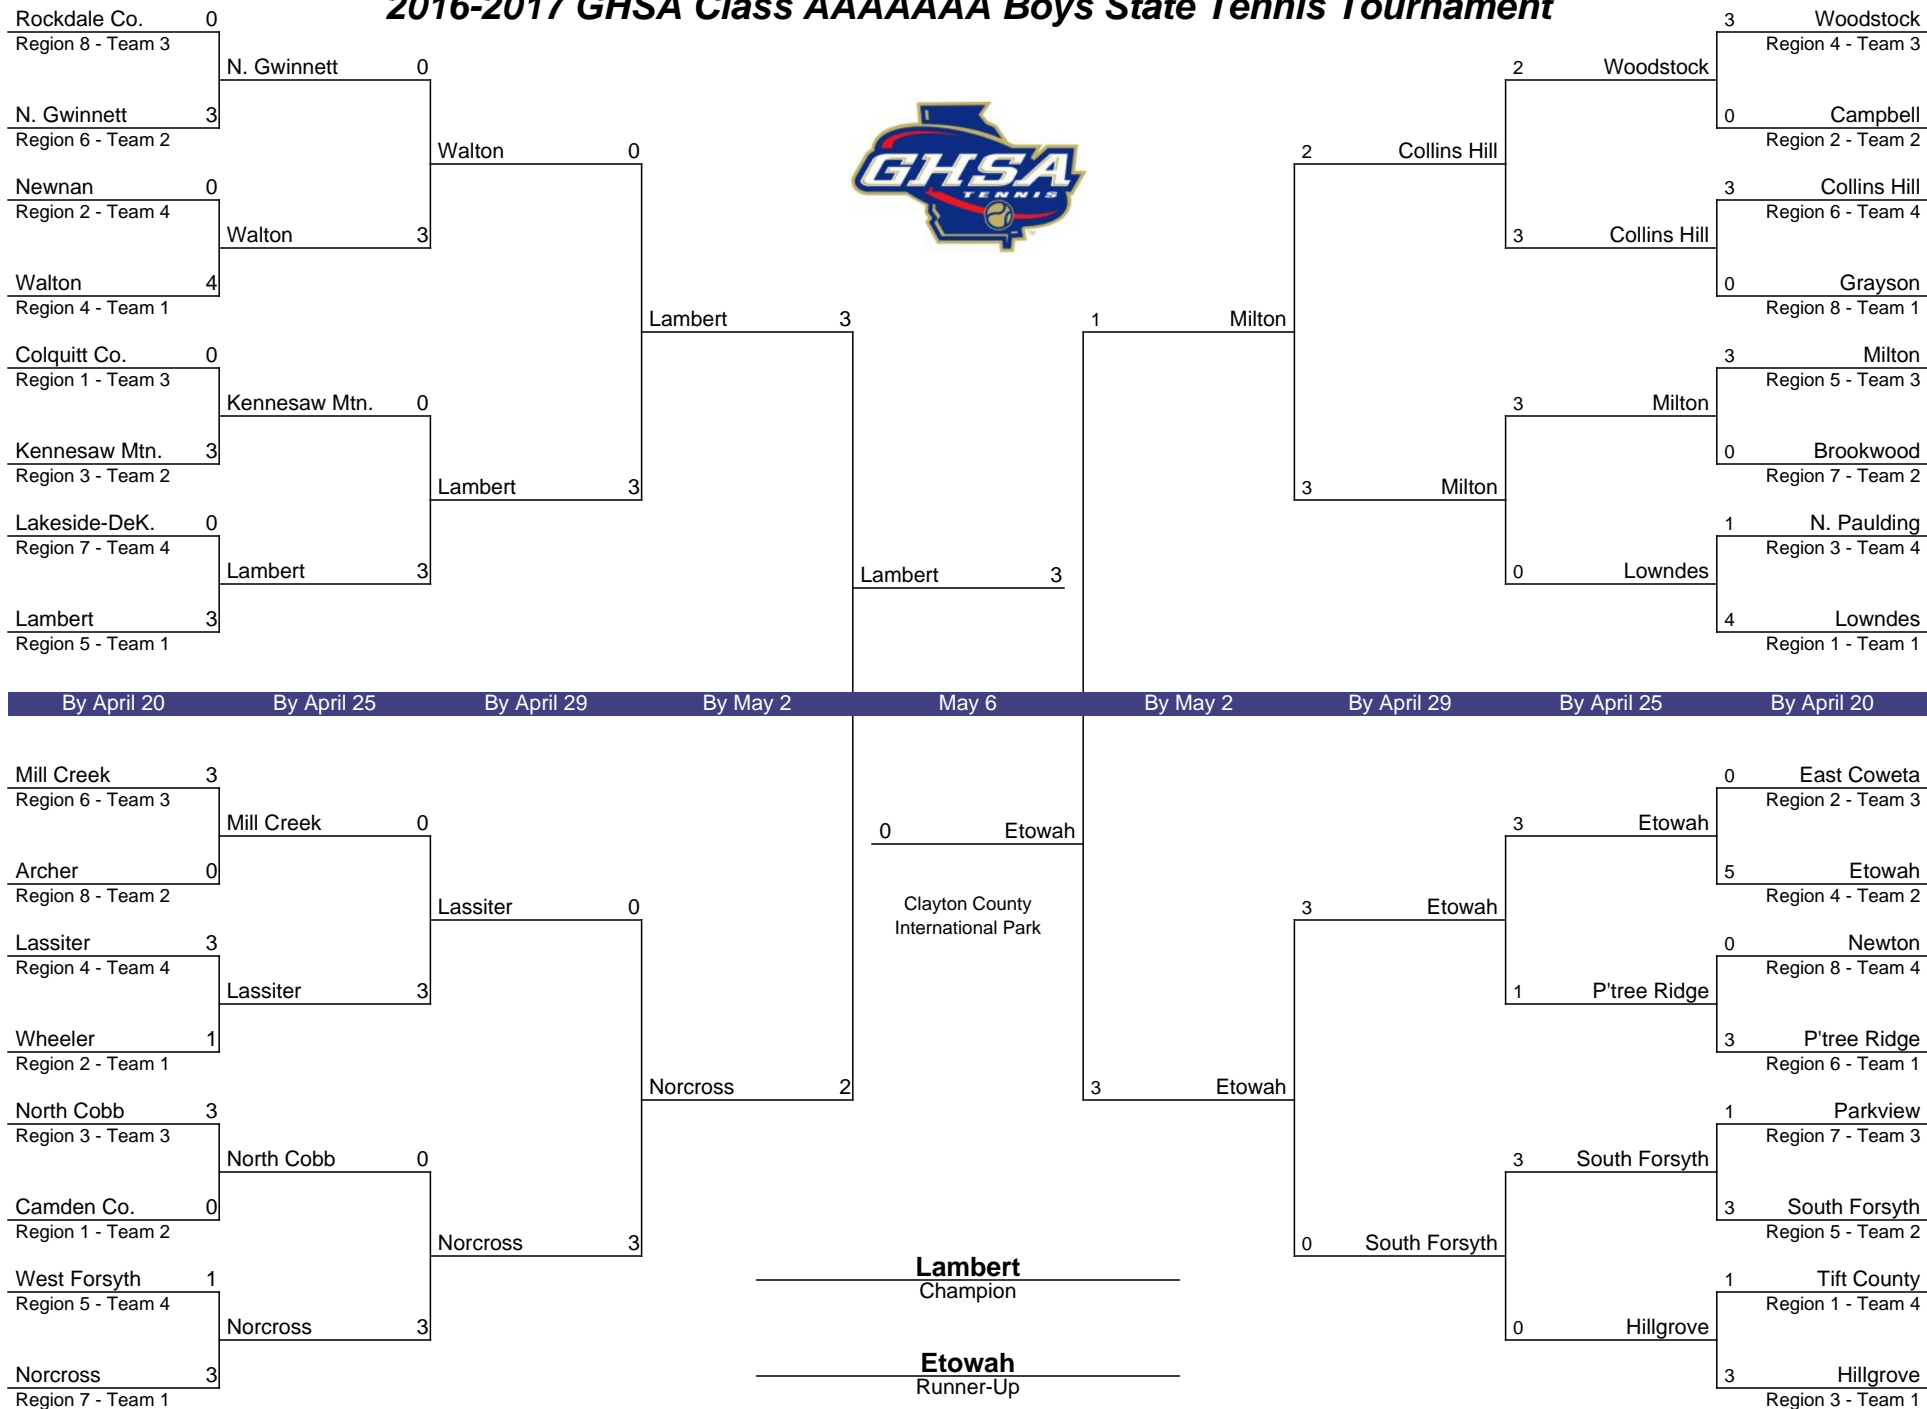 2016-2017 GHSA Class AAAAAAA Boys State Tennis Tournament
Rockdale Co. 0
Region 8 - Team 3
N. Gwinnett 0
N. Gwinnett 3
Region 6 - Team 2
Walton 0
Newnan 0
Region 2 - Team 4
Walton 3
Walton 4
Region 4 - Team 1
Lambert 3
Colquitt Co. 0
Region 1 - Team 3
Kennesaw Mtn. 0
Kennesaw Mtn. 3
Region 3 - Team 2
Lambert 3
Lakeside-DeK. 0
Region 7 - Team 4
Lambert 3
Lambert 3
Region 5 - Team 1
Lambert 3
GHSA
TENNIS
TM
3 Woodstock
Region 4 - Team 3
2 Woodstock
0 Campbell
Region 2 - Team 2
2 Collins Hill
3 Collins Hill
Region 6 - Team 4
3 Collins Hill
0 Grayson
Region 8 - Team 1
1 Milton
3 Milton
Region 5 - Team 3
3 Milton
0 Brookwood
Region 7 - Team 2
3 Milton
1 N. Paulding
Region 3 - Team 4
0 Lowndes
4 Lowndes
Region 1 - Team 1
By April 20 By April 25 By April 29 By May 2 May 6 By May 2 By April 29 By April 25 By April 20
Mill Creek 3
Region 6 - Team 3
Mill Creek 0
Archer 0
Region 8 - Team 2
Lassiter 0
Lassiter 3
Region 4 - Team 4
Lassiter 3
Wheeler 1
Region 2 - Team 1
Norcross 2
North Cobb 3
Region 3 - Team 3
North Cobb 0
Camden Co. 0
Region 1 - Team 2
Norcross 3
West Forsyth 1
Region 5 - Team 4
Norcross 3
Norcross 3
Region 7 - Team 1
0 Etowah
Clayton County
International Park
Lambert
Champion
Etowah
Runner-Up
0 East Coweta
Region 2 - Team 3
3 Etowah
5 Etowah
Region 4 - Team 2
3 Etowah
0 Newton
Region 8 - Team 4
1 P'tree Ridge
3 P'tree Ridge
Region 6 - Team 1
3 Etowah
1 Parkview
Region 7 - Team 3
3 South Forsyth
3 South Forsyth
Region 5 - Team 2
0 South Forsyth
1 Tift County
Region 1 - Team 4
0 Hillgrove
3 Hillgrove
Region 3 - Team 1